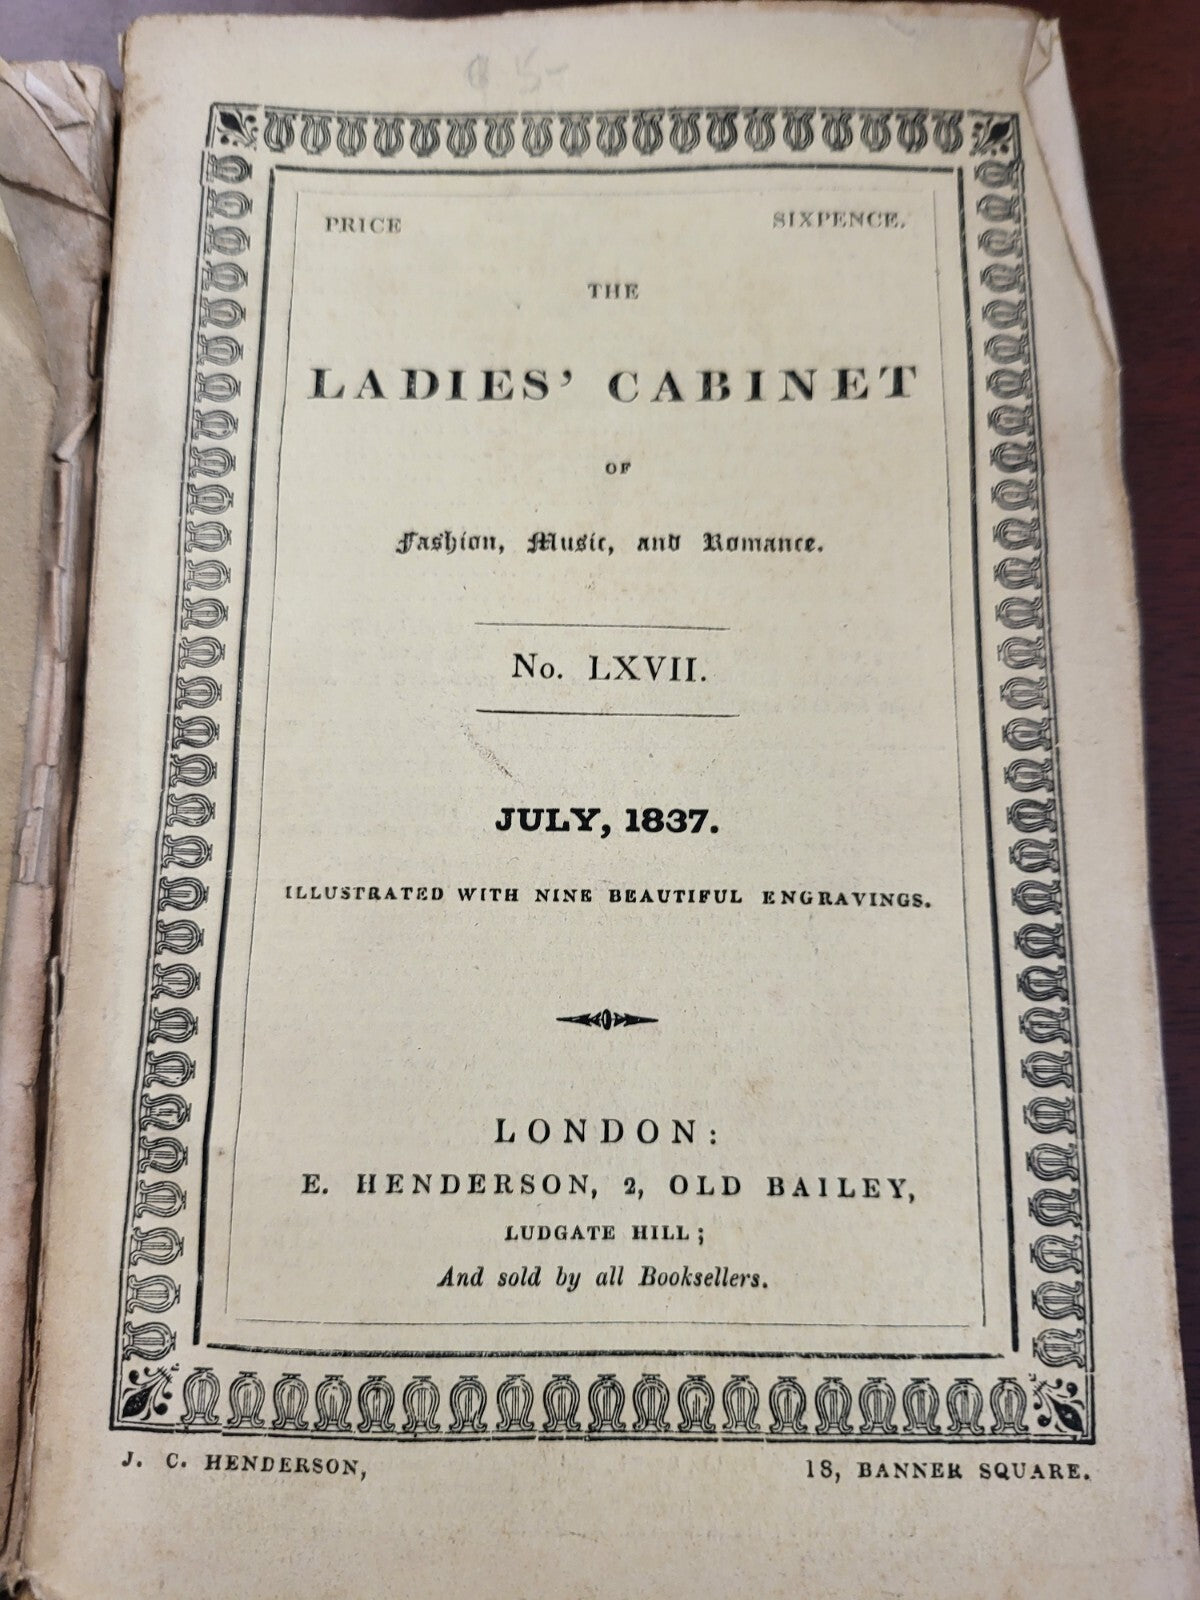 PRICE SIXPENCE.
THE
LADIES' CABINET
OF
Fashion, Music, and Romance.
No. LXVII.
JULY, 1837.
ILLUSTRATED WITH NINE BEAUTIFUL ENGRAVINGS.
LONDON:
E. HENDERSON, 2, OLD BAILEY,
LUDGATE HILL;
And sold by all Booksellers.
J. C. HENDERSON, 18, BANNER SQUARE.